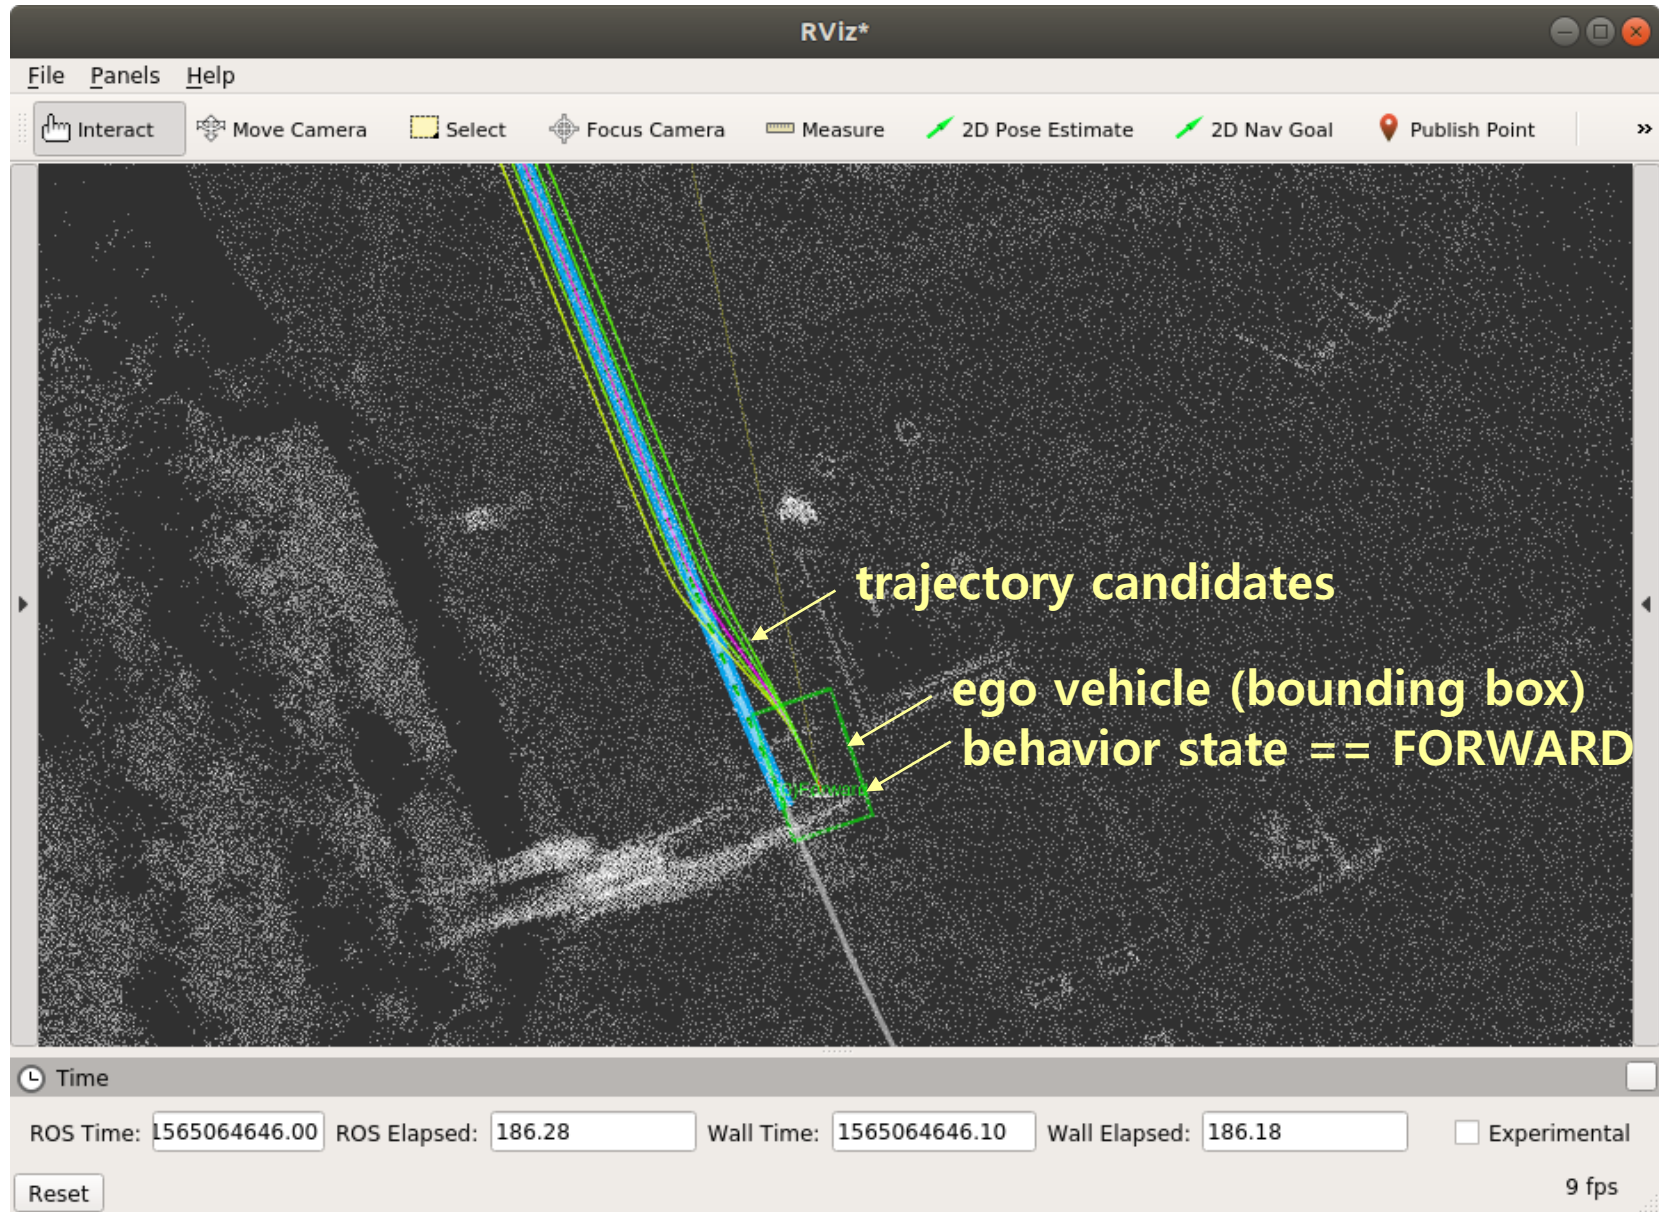 RViz*
File Panels Help
Interact Move Camera Select Focus Camera Measure 2D Pose Estimate 2D Nav Goal Publish Point »
trajectory candidates
ego vehicle (bounding box)
behavior state == FORWARD
Forward
Time
ROS Time: 1565064646.00 ROS Elapsed: 186.28 Wall Time: 1565064646.10 Wall Elapsed: 186.18 Experimental
Reset 9 fps